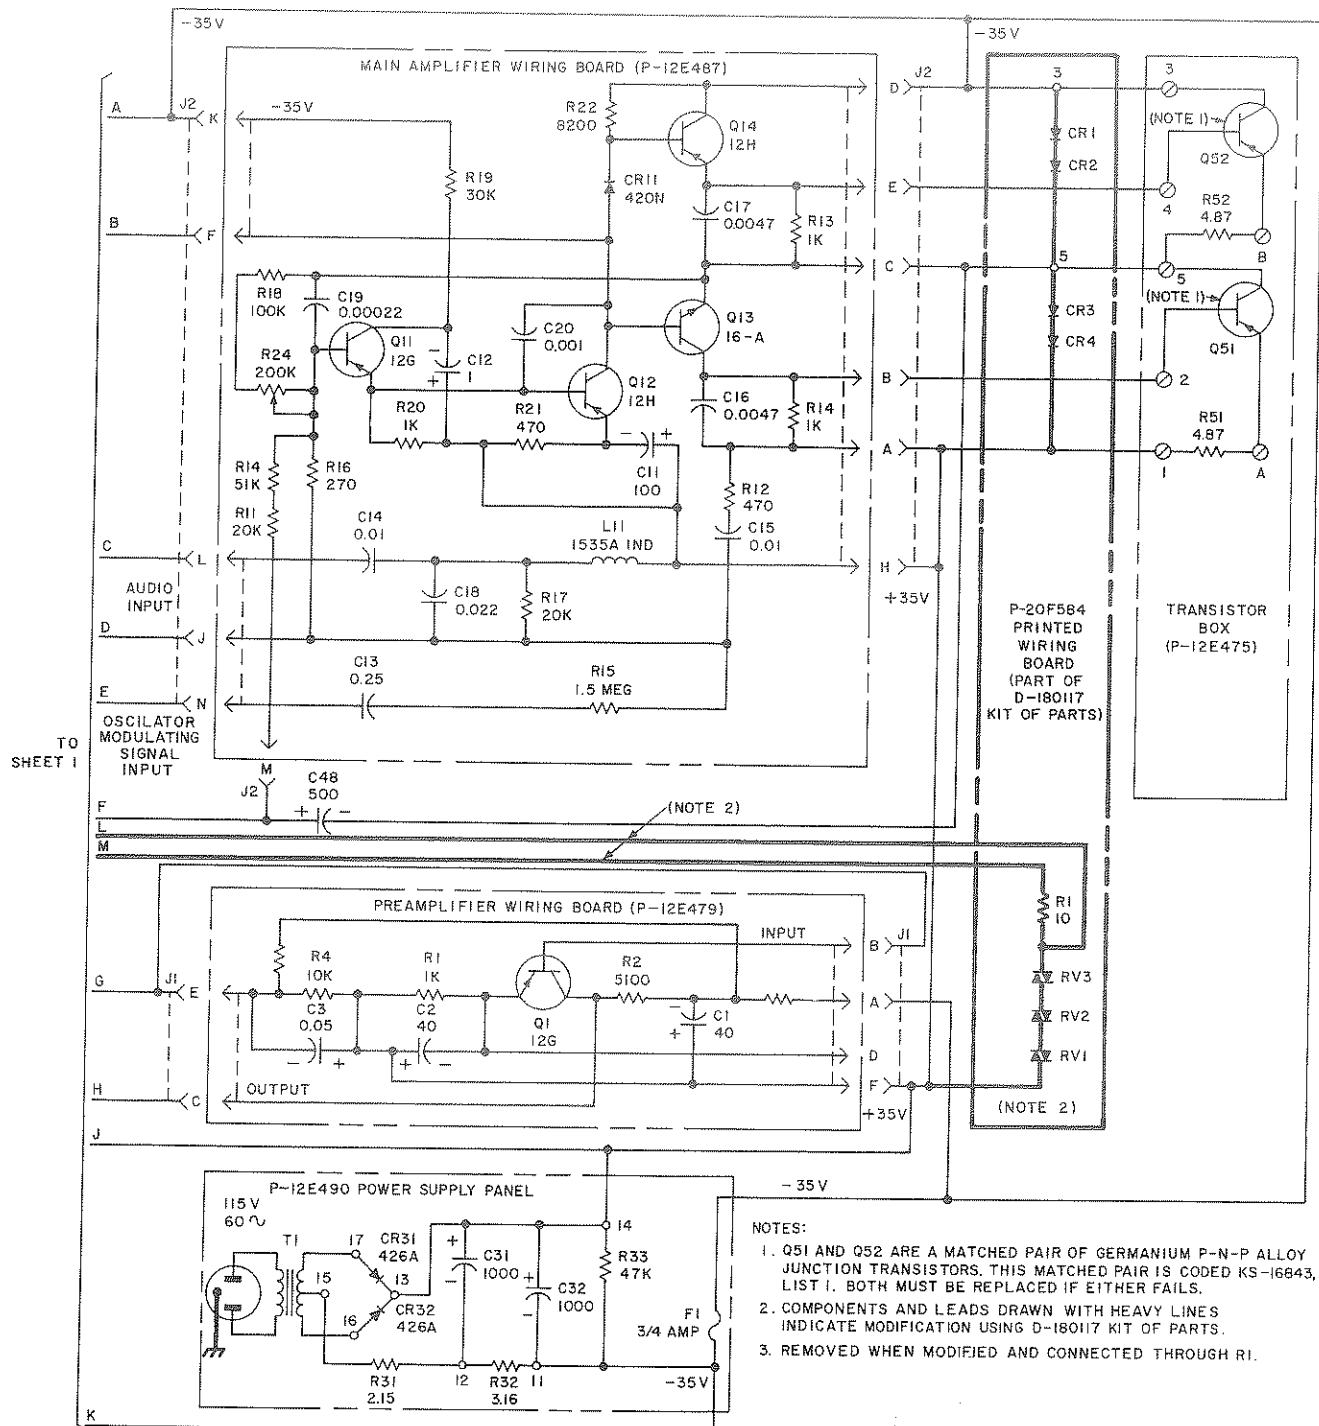 -35V
-35V
MAIN AMPLIFIER WIRING BOARD (P-12E487)
A
J2
K
-35V
R22
8200
Q14
12H
D
J2
3
3
(NOTE 1)
Q52
CR1
CR2
R19
30K
CR11
420N
C17
0.0047
R13
1K
E
4
R52
4.87
B
B
F
R18
100K
C19
0.00022
C
5
5
(NOTE 1)
Q51
R24
200K
Q11
12G
C12
1
-
+
C20
0.001
Q13
16-A
CR3
CR4
Q12
12H
B
2
R20
1K
R21
470
C16
0.0047
R14
1K
R51
4.87
- +
C11
100
A
1
A
R14
51K
R16
270
R12
470
R11
20K
C14
0.01
L11
1535A IND
C15
0.01
C
L
H
+35V
AUDIO
INPUT
C18
0.022
R17
20K
P-20F584
PRINTED
WIRING
BOARD
(PART OF
D-180117
KIT OF PARTS)
TRANSISTOR
BOX
(P-12E475)
D
J
C13
0.25
R15
1.5 MEG
E
N
OSCILATOR
MODULATING
SIGNAL
INPUT
TO
SHEET 1
M
J2
C48
500
+ -
F
L
M
(NOTE 2)
PREAMPLIFIER WIRING BOARD (P-12E479)
R1
10
INPUT
B
J1
G
J1
E
R4
10K
R1
1K
R2
5100
A
RV3
C3
0.05
C2
40
Q1
12G
C1
40
-
+
RV2
- +
+ -
D
RV1
H
C
OUTPUT
F
+35V
(NOTE 2)
J
P-12E490 POWER SUPPLY PANEL
-35V
115 V
60 ~
T1
17
CR31
426A
14
15
13
+
C31
1000
-
+
C32
1000
-
R33
47K
16
CR32
426A
F1
3/4 AMP
R31
2.15
12
R32
3.16
11
-35V
K
NOTES:
1. Q51 AND Q52 ARE A MATCHED PAIR OF GERMANIUM P-N-P ALLOY
JUNCTION TRANSISTORS. THIS MATCHED PAIR IS CODED KS-16843,
LIST 1. BOTH MUST BE REPLACED IF EITHER FAILS.
2. COMPONENTS AND LEADS DRAWN WITH HEAVY LINES
INDICATE MODIFICATION USING D-180117 KIT OF PARTS.
3. REMOVED WHEN MODIFIED AND CONNECTED THROUGH R1.